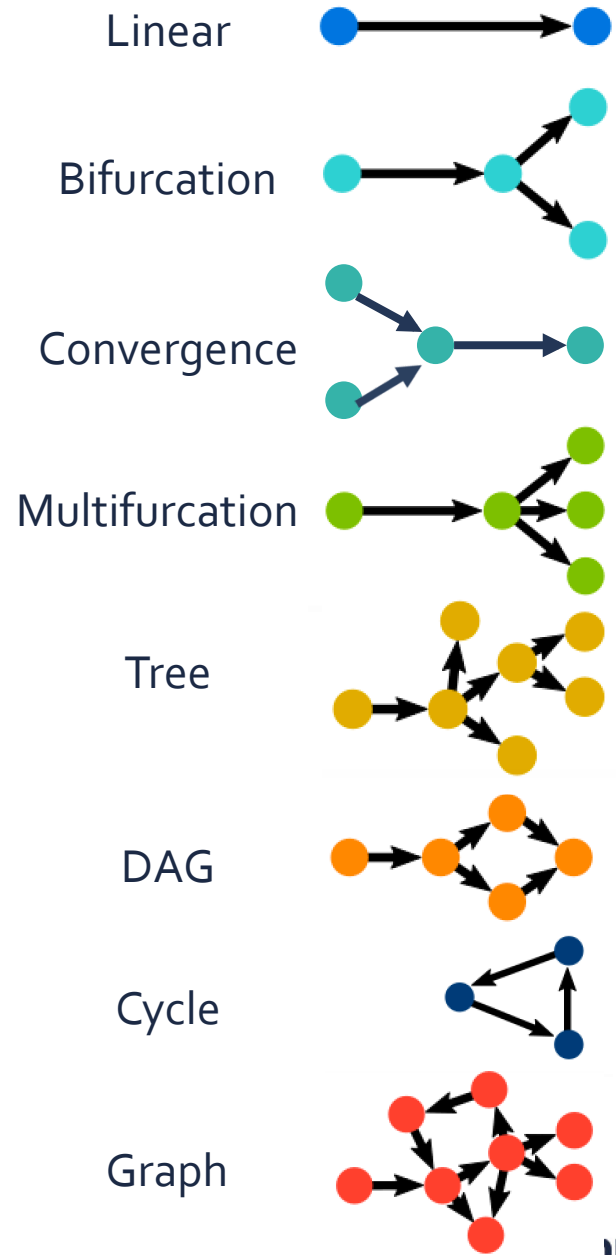 Linear
Bifurcation
Convergence
Multifurcation
Tree
DAG
Cycle
Graph